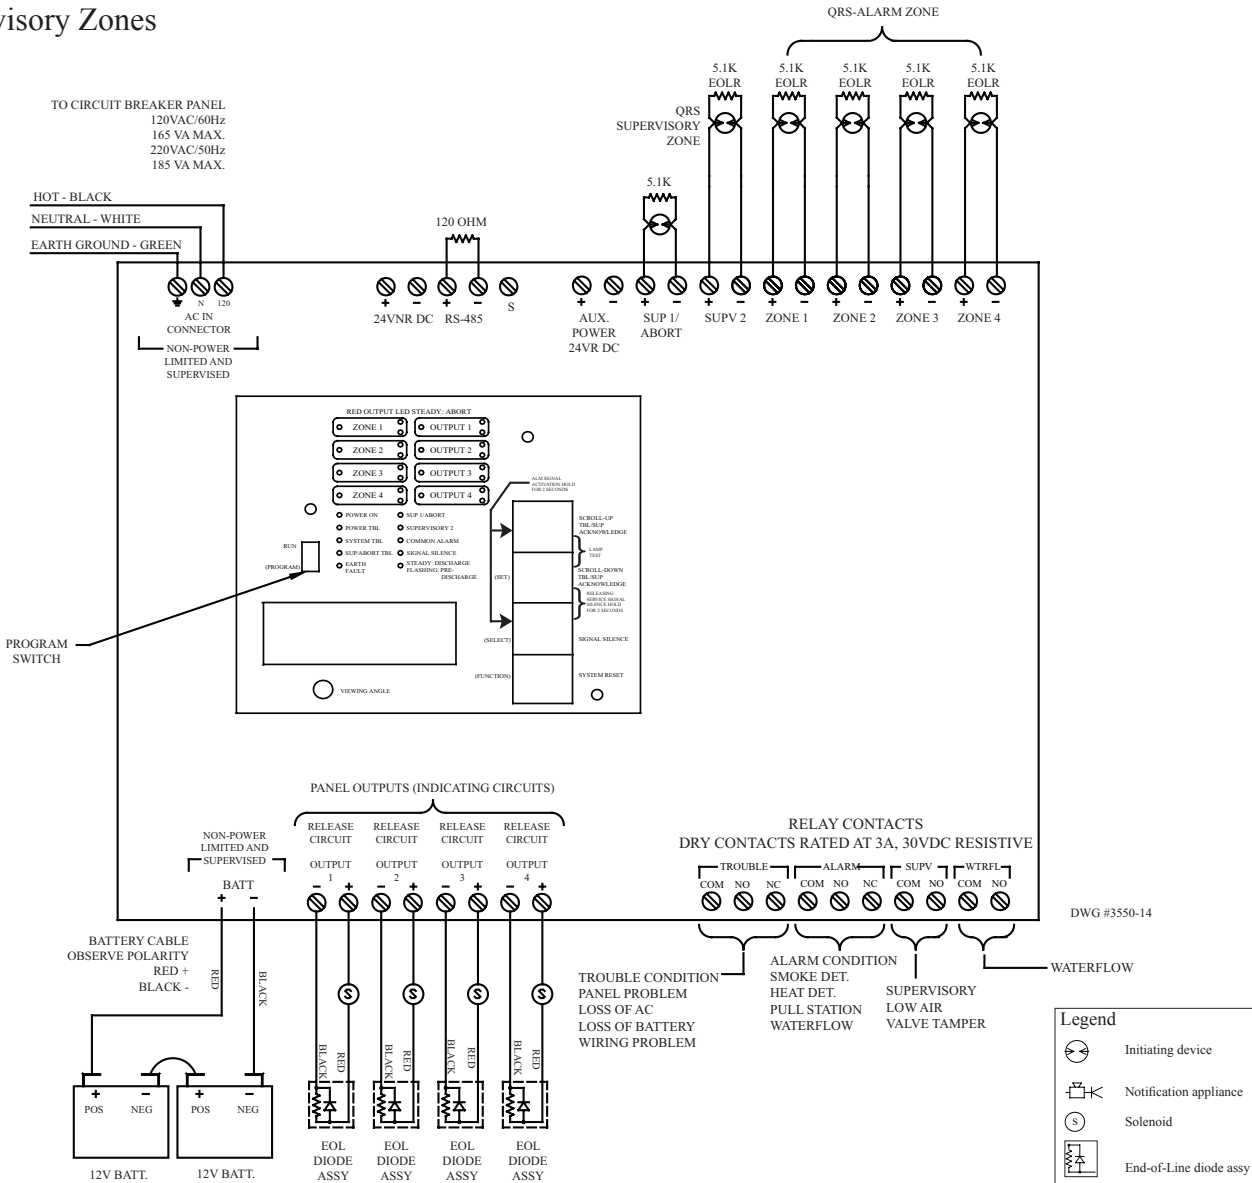 visory Zones
QRS-ALARM ZONE
5.1K
EOLR
5.1K
EOLR
5.1K
EOLR
5.1K
EOLR
5.1K
EOLR
QRS
SUPERVISORY
ZONE
TO CIRCUIT BREAKER PANEL
120VAC/60Hz
165 VA MAX.
220VAC/50Hz
185 VA MAX.
HOT - BLACK
NEUTRAL - WHITE
EARTH GROUND - GREEN
5.1K
120 OHM
N 120
AC IN
CONNECTOR
NON-POWER
LIMITED AND
SUPERVISED
+ -
24VNR DC
+ -
RS-485
S
+ -
AUX.
POWER
24VR DC
+ -
SUP 1/
ABORT
+ -
SUPV 2
+ -
ZONE 1
+ -
ZONE 2
+ -
ZONE 3
+ -
ZONE 4
RED OUTPUT LED STEADY: ABORT
ZONE 1 OUTPUT 1
ZONE 2 OUTPUT 2
ZONE 3 OUTPUT 3
ZONE 4 OUTPUT 4
POWER ON SUP 1/ABORT
POWER TBL SUPERVISORY 2
SYSTEM TBL COMMON ALARM
SUP/ABORT TBL SIGNAL SILENCE
EARTH
FAULT
STEADY: DISCHARGE
FLASHING: PRE-
DISCHARGE
RUN
(PROGRAM)
ALM SIGNAL
ACTIVATION HOLD
FOR 2 SECONDS
SCROLL-UP
TBL/SUP
ACKNOWLEDGE
LAMP
TEST
(SET)
SCROLL-DOWN
TBL/SUP
ACKNOWLEDGE
RELEASING
SERVICE SIGNAL
SILENCE HOLD
FOR 2 SECONDS
(SELECT)
SIGNAL SILENCE
(FUNCTION)
SYSTEM RESET
VIEWING ANGLE
PROGRAM
SWITCH
PANEL OUTPUTS (INDICATING CIRCUITS)
RELEASE
CIRCUIT
OUTPUT
1
- +
RELEASE
CIRCUIT
OUTPUT
2
- +
RELEASE
CIRCUIT
OUTPUT
3
- +
RELEASE
CIRCUIT
OUTPUT
4
- +
NON-POWER
LIMITED AND
SUPERVISED
BATT
+ -
RELAY CONTACTS
DRY CONTACTS RATED AT 3A, 30VDC RESISTIVE
TROUBLE ALARM SUPV WTRFL
COM NO NC COM NO NC COM NO COM NO
DWG #3550-14
BATTERY CABLE
OBSERVE POLARITY
RED +
BLACK -
RED
BLACK
S S S S
BLACK RED
BLACK RED
BLACK RED
BLACK RED
TROUBLE CONDITION
PANEL PROBLEM
LOSS OF AC
LOSS OF BATTERY
WIRING PROBLEM
ALARM CONDITION
SMOKE DET.
HEAT DET.
PULL STATION
WATERFLOW
SUPERVISORY
LOW AIR
VALVE TAMPER
WATERFLOW
+ -
POS NEG
12V BATT.
+ -
POS NEG
12V BATT.
EOL
DIODE
ASSY
EOL
DIODE
ASSY
EOL
DIODE
ASSY
EOL
DIODE
ASSY
Legend
Initiating device
Notification appliance
S Solenoid
End-of-Line diode assy